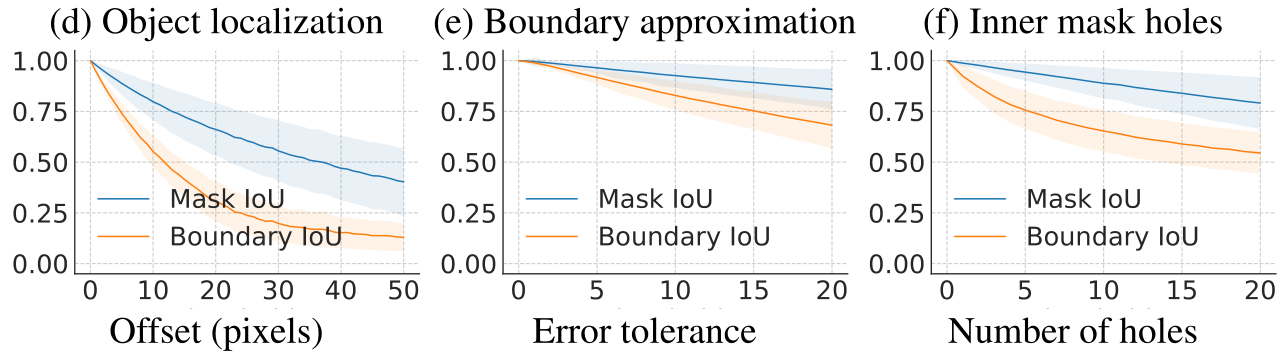 (d) Object localization
1.00
0.75
0.50
0.25
0.00
Mask IoU
Boundary IoU
0 10 20 30 40 50
Offset (pixels)
(e) Boundary approximation
1.00
0.75
0.50
0.25
0.00
Mask IoU
Boundary IoU
0 5 10 15 20
Error tolerance
(f) Inner mask holes
1.00
0.75
0.50
0.25
0.00
Mask IoU
Boundary IoU
0 5 10 15 20
Number of holes